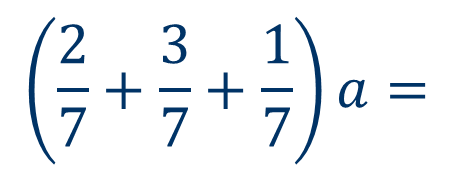 (2/7 + 3/7 + 1/7) a =